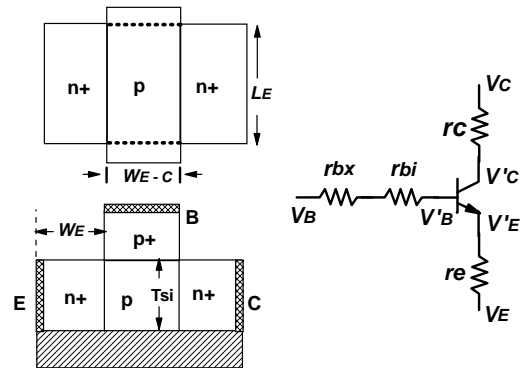 n+ p n+
LE
WE - C
WE
B
p+
E n+ p Tsi n+ C
VC
rc
rbx rbi V'C
VB V'B V'E
re
VE